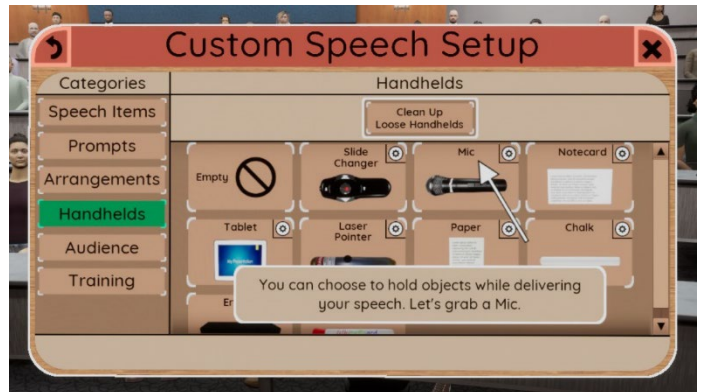 Custom Speech Setup
Categories
Handhelds
Speech Items
Prompts
Arrangements
Handhelds
Audience
Training
Clean Up
Loose Handhelds
Empty
Slide
Changer
Mic
Notecard
Tablet
Laser
Pointer
Paper
Chalk
You can choose to hold objects while delivering
your speech. Let's grab a Mic.